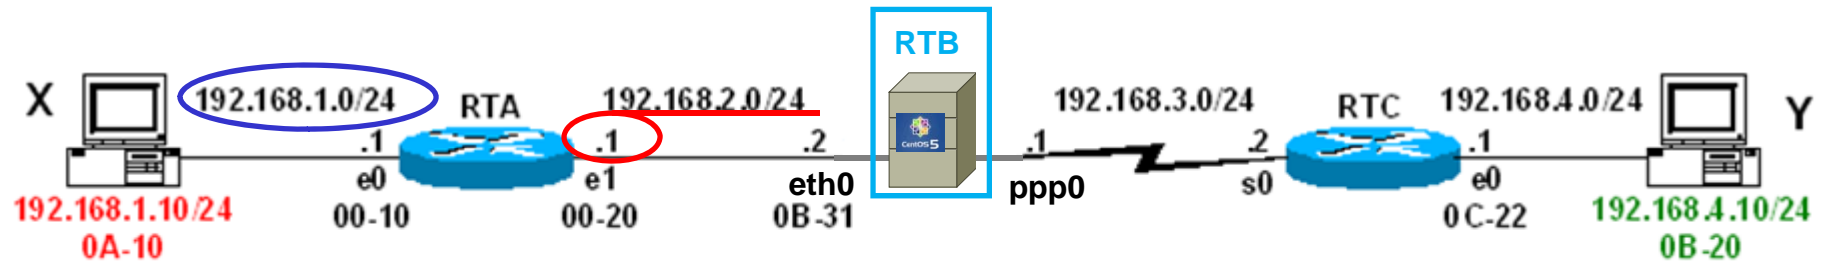 RTB
X
192.168.1.0/24
RTA
192.168.2.0/24
192.168.3.0/24
RTC
192.168.4.0/24
Y
.1
.1
.2
CentOS 5
.1
.2
.1
e0
e1
eth0
ppp0
s0
e0
192.168.1.10/24
00-10
00-20
0B-31
0C-22
192.168.4.10/24
0A-10
0B-20